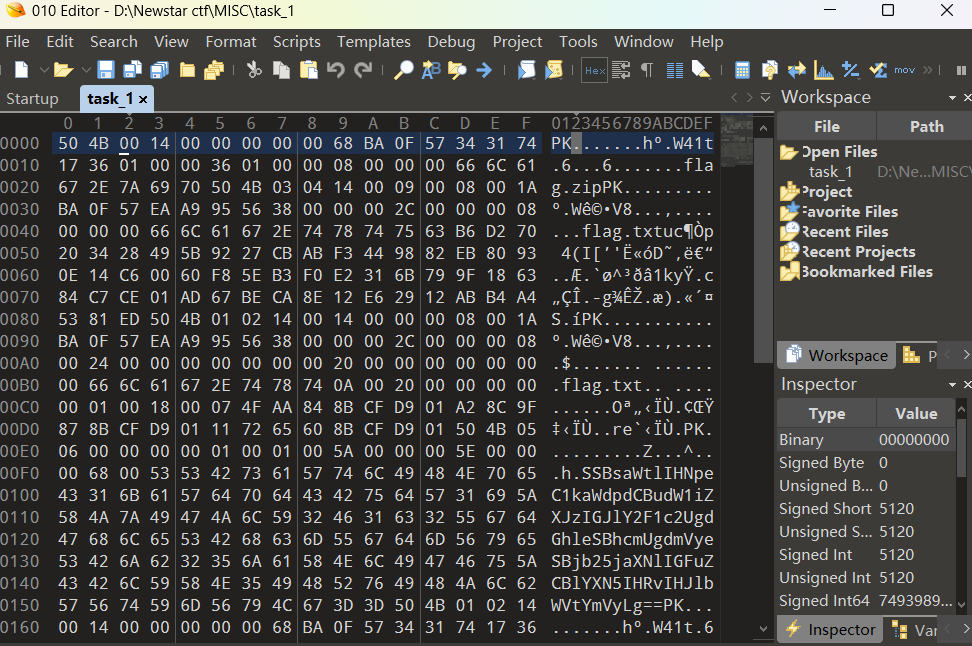 010 Editor - D:\Newstar ctf\MISC\task_1
File Edit Search View Format Scripts Templates Debug Project Tools Window Help
Hex mov »
Startup task_1 ×
Workspace
0 1 2 3 4 5 6 7 8 9 A B C D E F 0123456789ABCDEF
0000 50 4B 00 14 00 00 00 00 00 68 BA 0F 57 34 31 74 PK.......hº.W41t
0010 17 36 01 00 00 36 01 00 00 08 00 00 00 66 6C 61 .6...6.......fla
0020 67 2E 7A 69 70 50 4B 03 04 14 00 09 00 08 00 1A g.zipPK.........
0030 BA 0F 57 EA A9 95 56 38 00 00 00 2C 00 00 00 08 º.Wê©•V8...,....
0040 00 00 00 66 6C 61 67 2E 74 78 74 75 63 B6 D2 70 ...flag.txtuc¶Òp
0050 20 34 28 49 5B 92 27 CB AB F3 44 98 82 EB 80 93 4(I[’'Ë«óD˜‚ë€“
0060 0E 14 C6 00 60 F8 5E B3 F0 E2 31 6B 79 9F 18 63 ..Æ.`ø^³ðâ1kyŸ.c
0070 84 C7 CE 01 AD 67 BE CA 8E 12 E6 29 12 AB B4 A4 „ÇÎ.-g¾ÊŽ.æ).«´¤
0080 53 81 ED 50 4B 01 02 14 00 14 00 00 00 08 00 1A S.íPK...........
0090 BA 0F 57 EA A9 95 56 38 00 00 00 2C 00 00 00 08 º.Wê©•V8...,....
00A0 00 24 00 00 00 00 00 00 00 20 00 00 00 00 00 00 .$....... ......
00B0 00 66 6C 61 67 2E 74 78 74 0A 00 20 00 00 00 00 .flag.txt.. ....
00C0 00 01 00 18 00 07 4F AA 84 8B CF D9 01 A2 8C 9F ......Oª„‹ÏÙ.¢ŒŸ
00D0 87 8B CF D9 01 11 72 65 60 8B CF D9 01 50 4B 05 ‡‹ÏÙ..re`‹ÏÙ.PK.
00E0 06 00 00 00 00 01 00 01 00 5A 00 00 00 5E 00 00 .........Z...^..
00F0 00 68 00 53 53 42 73 61 57 74 6C 49 48 4E 70 65 .h.SSBsaWtlIHNpe
0100 43 31 6B 61 57 64 70 64 43 42 75 64 57 31 69 5A C1kaWdpdCBudW1iZ
0110 58 4A 7A 49 47 4A 6C 59 32 46 31 63 32 55 67 64 XJzIGJlY2F1c2Ugd
0120 47 68 6C 65 53 42 68 63 6D 55 67 64 6D 56 79 65 GhleSBhcmUgdmVye
0130 53 42 6A 62 32 35 6A 61 58 4E 6C 49 47 46 75 5A SBjb25jaXNlIGFuZ
0140 43 42 6C 59 58 4E 35 49 48 52 76 49 48 4A 6C 62 CBlYXN5IHRvIHJlb
0150 57 56 74 59 6D 56 79 4C 67 3D 3D 50 4B 01 02 14 WVtYmVyLg==PK...
0160 00 14 00 00 00 00 00 68 BA 0F 57 34 31 74 17 36 .......hº.W41t.6
File Path
Open Files
task_1 D:\Ne...MISC\
Project
Favorite Files
Recent Files
Recent Projects
Bookmarked Files
Workspace P
Inspector
Type Value
Binary 00000000
Signed Byte 0
Unsigned B... 0
Signed Short 5120
Unsigned S... 5120
Signed Int 5120
Unsigned Int 5120
Signed Int64 7493989...
Inspector Var